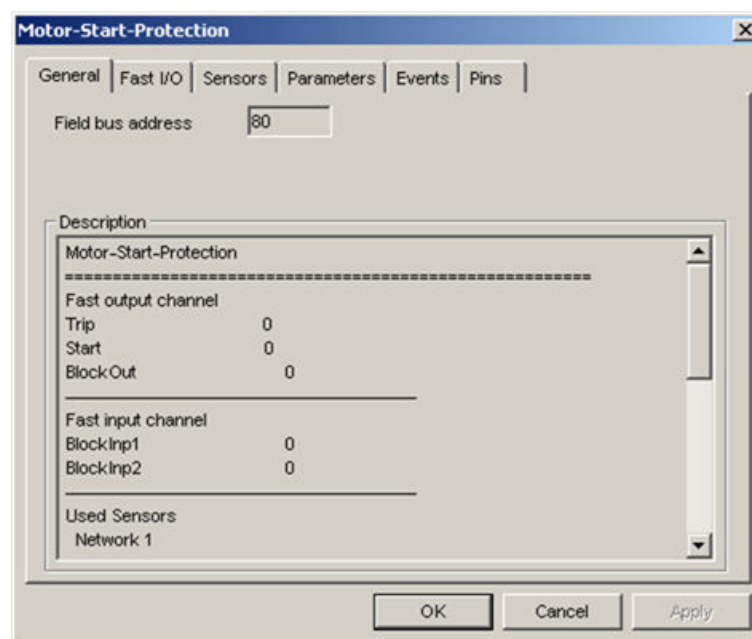 Motor-Start-Protection
General Fast I/O Sensors Parameters Events Pins
Field bus address 80
Description
Motor-Start-Protection
=======================================================
Fast output channel
Trip 0
Start 0
BlockOut 0
Fast input channel
BlockInp1 0
BlockInp2 0
Used Sensors
Network 1
OK Cancel Apply